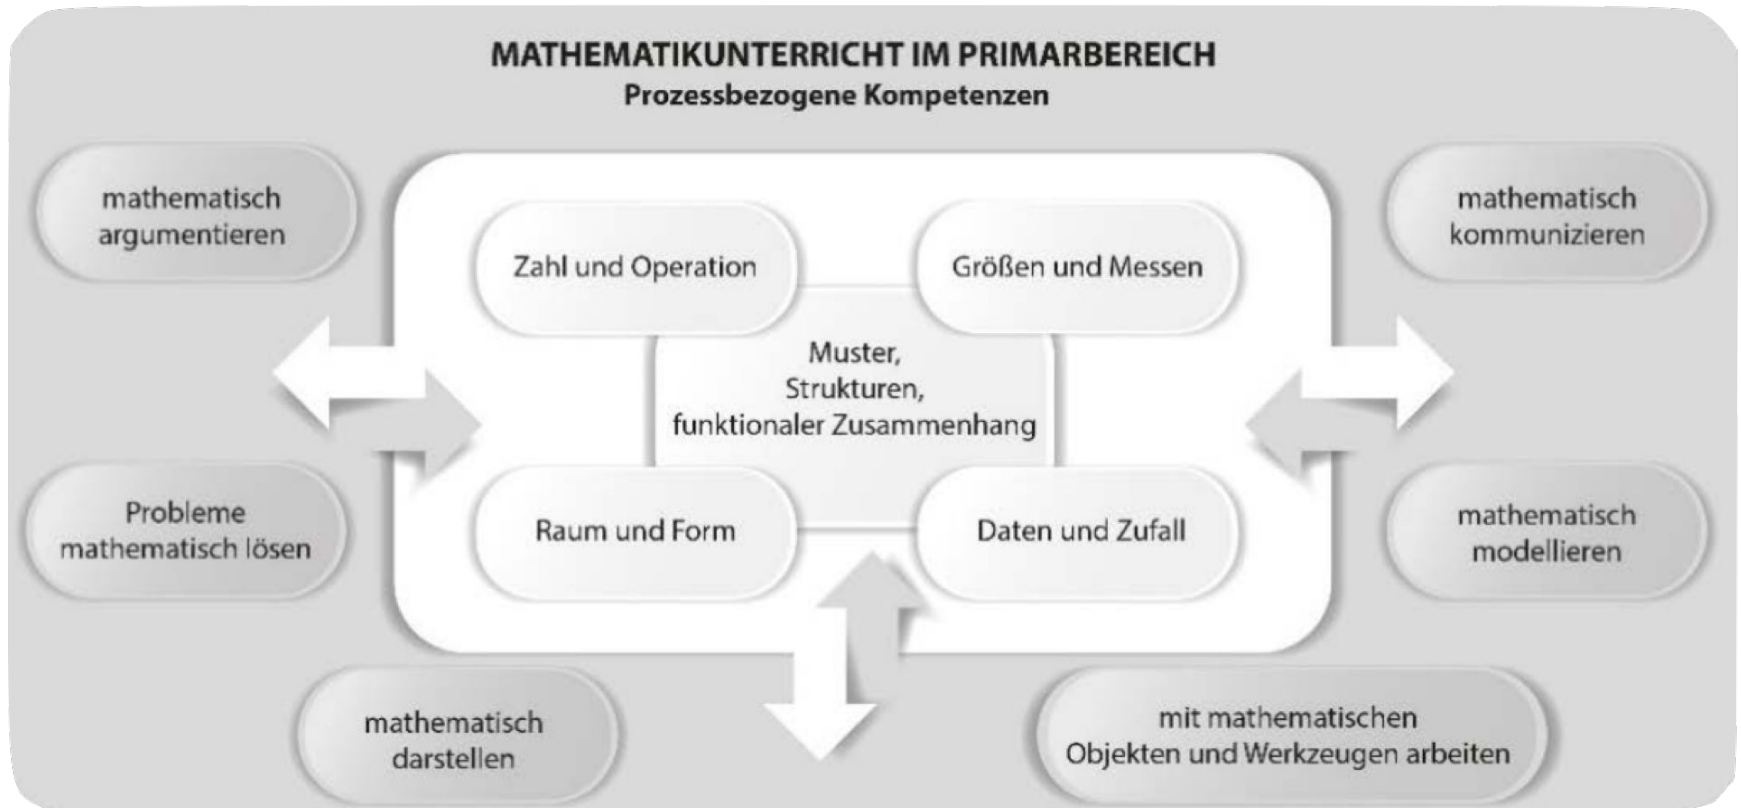 MATHEMATIKUNTERRICHT IM PRIMARBEREICH
Prozessbezogene Kompetenzen
mathematisch
argumentieren
mathematisch
kommunizieren
Zahl und Operation
Größen und Messen
Muster,
Strukturen,
funktionaler Zusammenhang
Raum und Form
Daten und Zufall
Probleme
mathematisch lösen
mathematisch
modellieren
mathematisch
darstellen
mit mathematischen
Objekten und Werkzeugen arbeiten